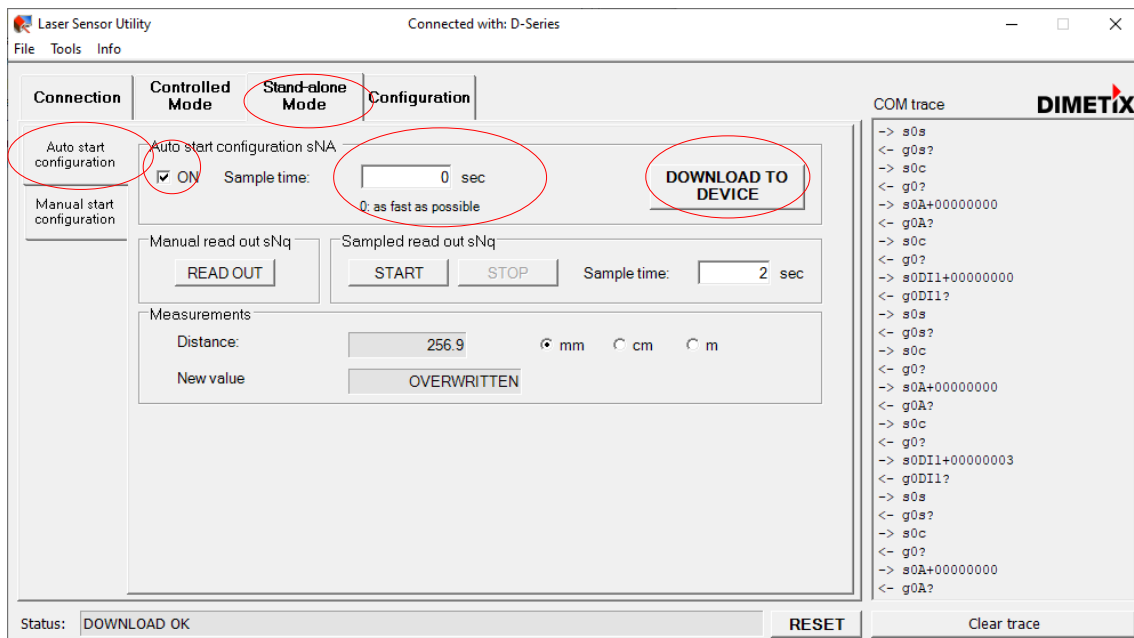 Laser Sensor Utility
Connected with: D-Series
File Tools Info
Connection
Controlled
Mode
Stand-alone
Mode
Configuration
Auto start
configuration
Manual start
configuration
Auto start configuration sNA
ON Sample time: 0 sec
0: as fast as possible
DOWNLOAD TO
DEVICE
Manual read out sNq
READ OUT
Sampled read out sNq
START STOP Sample time: 2 sec
Measurements
Distance: 256.9 mm cm m
New value OVERWRITTEN
COM trace
DIMETIX
-> s0s
<- g0s?
-> s0c
<- g0?
-> s0A+00000000
<- g0A?
-> s0c
<- g0?
-> s0DI1+00000000
<- g0DI1?
-> s0s
<- g0s?
-> s0c
<- g0?
-> s0A+00000000
<- g0A?
-> s0c
<- g0?
-> s0DI1+00000003
<- g0DI1?
-> s0s
<- g0s?
-> s0c
<- g0?
-> s0A+00000000
<- g0A?
Status: DOWNLOAD OK
RESET
Clear trace